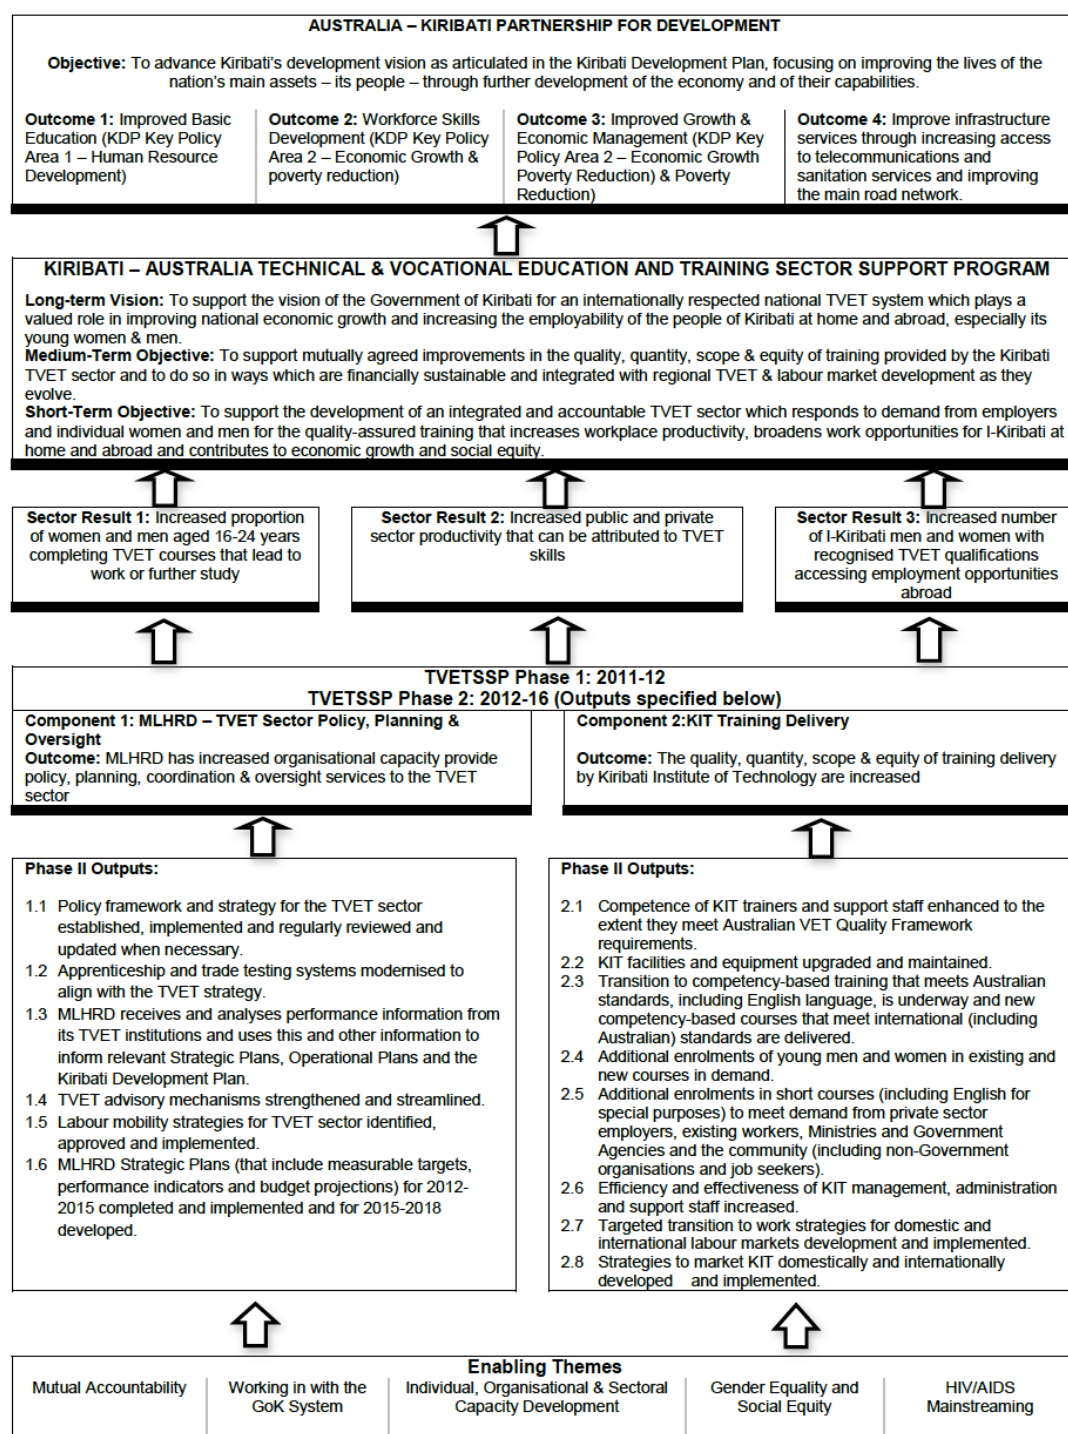 AUSTRALIA – KIRIBATI PARTNERSHIP FOR DEVELOPMENT
Objective: To advance Kiribati's development vision as articulated in the Kiribati Development Plan, focusing on improving the lives of the
nation's main assets – its people – through further development of the economy and of their capabilities.
Outcome 1: Improved Basic
Education (KDP Key Policy
Area 1 – Human Resource
Development)
Outcome 2: Workforce Skills
Development (KDP Key Policy
Area 2 – Economic Growth &
poverty reduction)
Outcome 3: Improved Growth &
Economic Management (KDP Key
Policy Area 2 – Economic Growth
Poverty Reduction) & Poverty
Reduction)
Outcome 4: Improve infrastructure
services through increasing access
to telecommunications and
sanitation services and improving
the main road network.
KIRIBATI – AUSTRALIA TECHNICAL & VOCATIONAL EDUCATION AND TRAINING SECTOR SUPPORT PROGRAM
Long-term Vision: To support the vision of the Government of Kiribati for an internationally respected national TVET system which plays a
valued role in improving national economic growth and increasing the employability of the people of Kiribati at home and abroad, especially its
young women & men.
Medium-Term Objective: To support mutually agreed improvements in the quality, quantity, scope & equity of training provided by the Kiribati
TVET sector and to do so in ways which are financially sustainable and integrated with regional TVET & labour market development as they
evolve.
Short-Term Objective: To support the development of an integrated and accountable TVET sector which responds to demand from employers
and individual women and men for the quality-assured training that increases workplace productivity, broadens work opportunities for I-Kiribati at
home and abroad and contributes to economic growth and social equity.
Sector Result 1: Increased proportion
of women and men aged 16-24 years
completing TVET courses that lead to
work or further study
Sector Result 2: Increased public and private
sector productivity that can be attributed to TVET
skills
Sector Result 3: Increased number
of I-Kiribati men and women with
recognised TVET qualifications
accessing employment opportunities
abroad
TVETSSP Phase 1: 2011-12
TVETSSP Phase 2: 2012-16 (Outputs specified below)
Component 1: MLHRD – TVET Sector Policy, Planning &
Oversight
Outcome: MLHRD has increased organisational capacity provide
policy, planning, coordination & oversight services to the TVET
sector
Component 2:KIT Training Delivery
Outcome: The quality, quantity, scope & equity of training delivery
by Kiribati Institute of Technology are increased
Phase II Outputs:
1.1 Policy framework and strategy for the TVET sector
established, implemented and regularly reviewed and
updated when necessary.
1.2 Apprenticeship and trade testing systems modernised to
align with the TVET strategy.
1.3 MLHRD receives and analyses performance information from
its TVET institutions and uses this and other information to
inform relevant Strategic Plans, Operational Plans and the
Kiribati Development Plan.
1.4 TVET advisory mechanisms strengthened and streamlined.
1.5 Labour mobility strategies for TVET sector identified,
approved and implemented.
1.6 MLHRD Strategic Plans (that include measurable targets,
performance indicators and budget projections) for 2012-
2015 completed and implemented and for 2015-2018
developed.
Phase II Outputs:
2.1 Competence of KIT trainers and support staff enhanced to the
extent they meet Australian VET Quality Framework
requirements.
2.2 KIT facilities and equipment upgraded and maintained.
2.3 Transition to competency-based training that meets Australian
standards, including English language, is underway and new
competency-based courses that meet international (including
Australian) standards are delivered.
2.4 Additional enrolments of young men and women in existing and
new courses in demand.
2.5 Additional enrolments in short courses (including English for
special purposes) to meet demand from private sector
employers, existing workers, Ministries and Government
Agencies and the community (including non-Government
organisations and job seekers).
2.6 Efficiency and effectiveness of KIT management, administration
and support staff increased.
2.7 Targeted transition to work strategies for domestic and
international labour markets development and implemented.
2.8 Strategies to market KIT domestically and internationally
developed and implemented.
Enabling Themes
Mutual Accountability
Working in with the
GoK System
Individual, Organisational & Sectoral
Capacity Development
Gender Equality and
Social Equity
HIV/AIDS
Mainstreaming